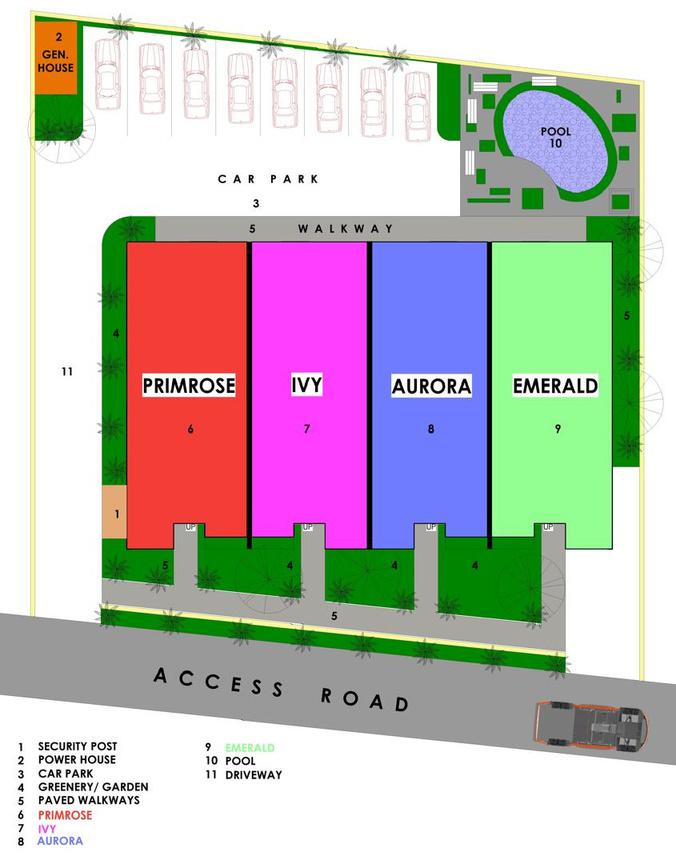 2
GEN.
HOUSE
POOL
10
CAR PARK
3
5 WALKWAY
4
5
11
PRIMROSE
IVY
AURORA
EMERALD
6
7
8
9
1
UP
UP
UP
UP
5
4
4
4
5
ACCESS ROAD
1 SECURITY POST
2 POWER HOUSE
3 CAR PARK
4 GREENERY/ GARDEN
5 PAVED WALKWAYS
6 PRIMROSE
7 IVY
8 AURORA
9 EMERALD
10 POOL
11 DRIVEWAY